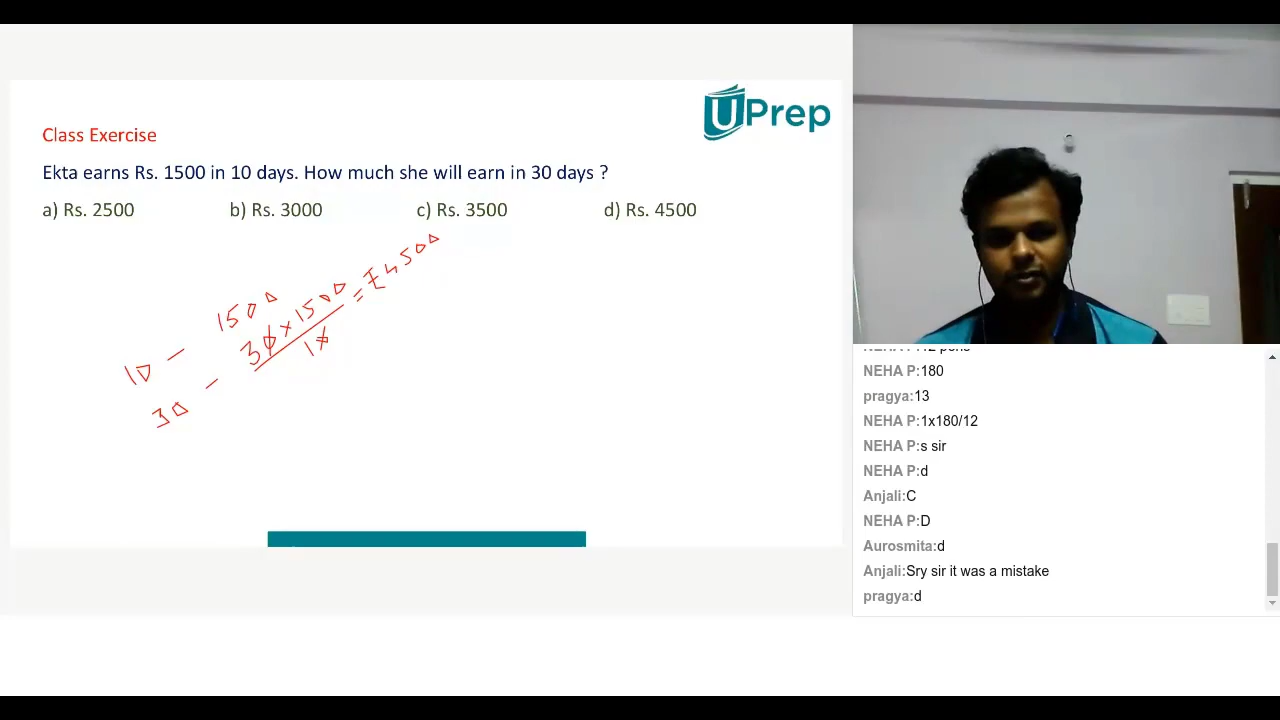 UPrep
Class Exercise
Ekta earns Rs. 1500 in 10 days. How much she will earn in 30 days ?
a) Rs. 2500 b) Rs. 3000 c) Rs. 3500 d) Rs. 4500
10 - 1500
30 - 30 x 1500 = ₹4500
10
NEHA P:180
pragya:13
NEHA P:1x180/12
NEHA P:s sir
NEHA P:d
Anjali:C
NEHA P:D
Aurosmita:d
Anjali:Sry sir it was a mistake
pragya:d